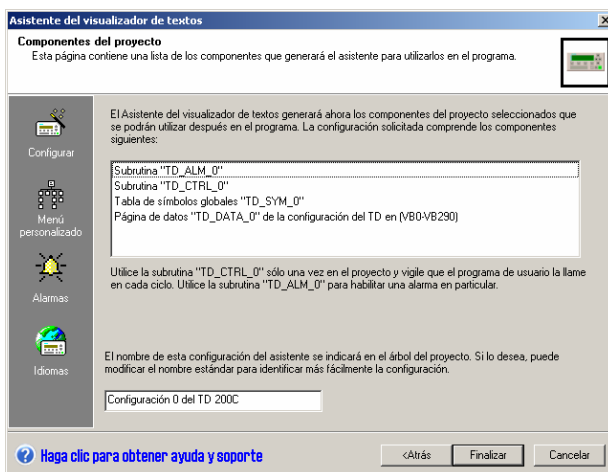 Asistente del visualizador de textos
Componentes del proyecto
Esta página contiene una lista de los componentes que generará el asistente para utilizarlos en el programa.
Configurar
Menú
personalizado
Alarmas
Idiomas
El Asistente del visualizador de textos generará ahora los componentes del proyecto seleccionados que
se podrán utilizar después en el programa. La configuración solicitada comprende los componentes
siguientes:
Subrutina "TD_ALM_0"
Subrutina "TD_CTRL_0"
Tabla de símbolos globales "TD_SYM_0"
Página de datos "TD_DATA_0" de la configuración del TD en (VB0-VB290)
Utilice la subrutina "TD_CTRL_0" sólo una vez en el proyecto y vigile que el programa de usuario la llame
en cada ciclo. Utilice la subrutina "TD_ALM_0" para habilitar una alarma en particular.
El nombre de esta configuración del asistente se indicará en el árbol del proyecto. Si lo desea, puede
modificar el nombre estándar para identificar más fácilmente la configuración.
Configuración 0 del TD 200C
Haga clic para obtener ayuda y soporte
<Atrás
Finalizar
Cancelar